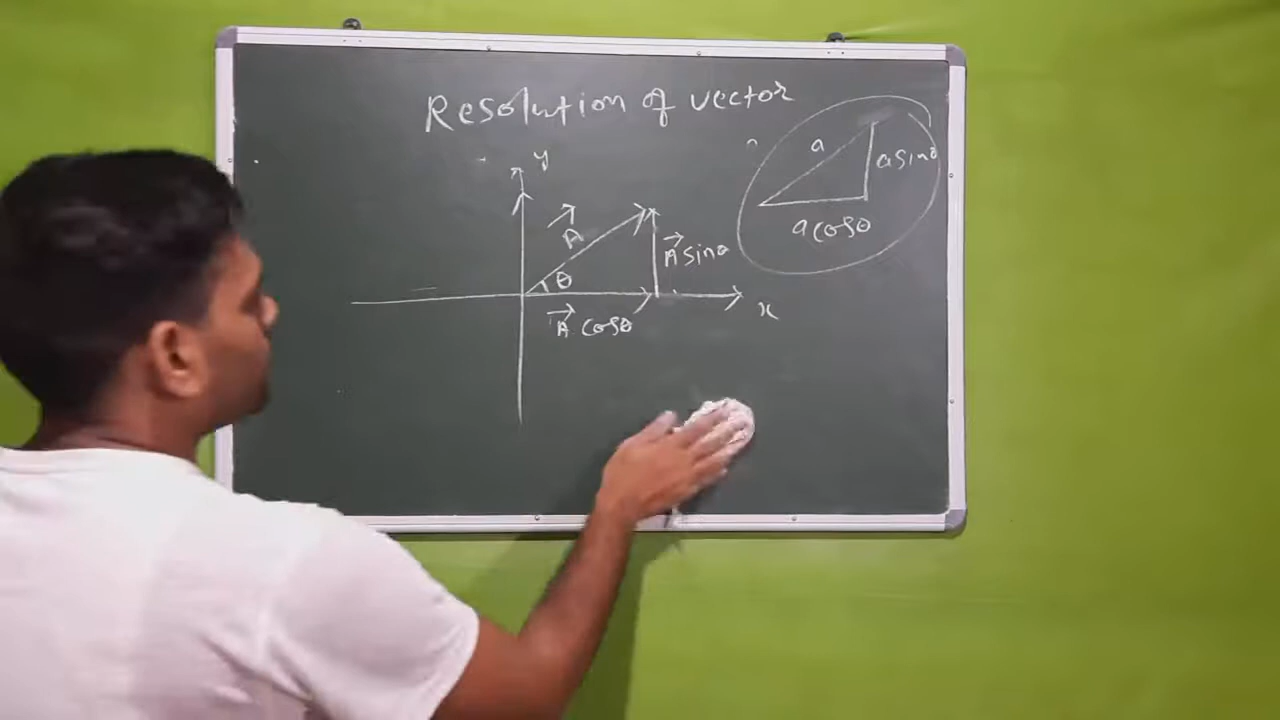 Resolution of vector
y
a
a sinθ
a cosθ
A⃗
θ
A⃗ sinθ
A⃗ cosθ
x